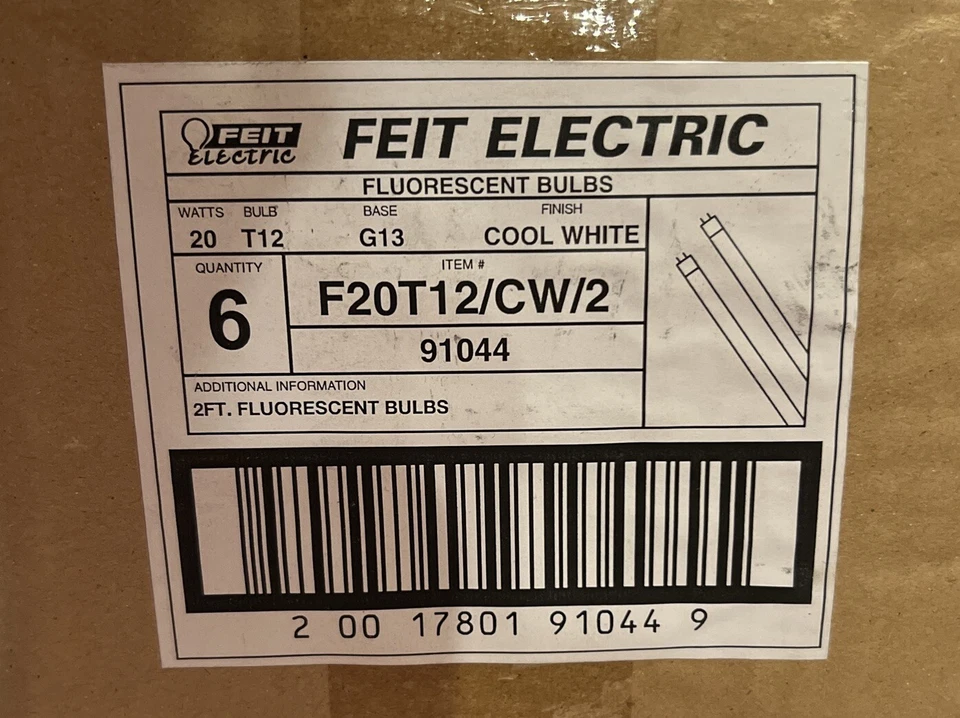 FEIT Electric FEIT ELECTRIC
FLUORESCENT BULBS
WATTS BULB BASE FINISH
20 T12 G13 COOL WHITE
QUANTITY ITEM #
6 F20T12/CW/2
91044
ADDITIONAL INFORMATION
2FT. FLUORESCENT BULBS
2 00 17801 91044 9